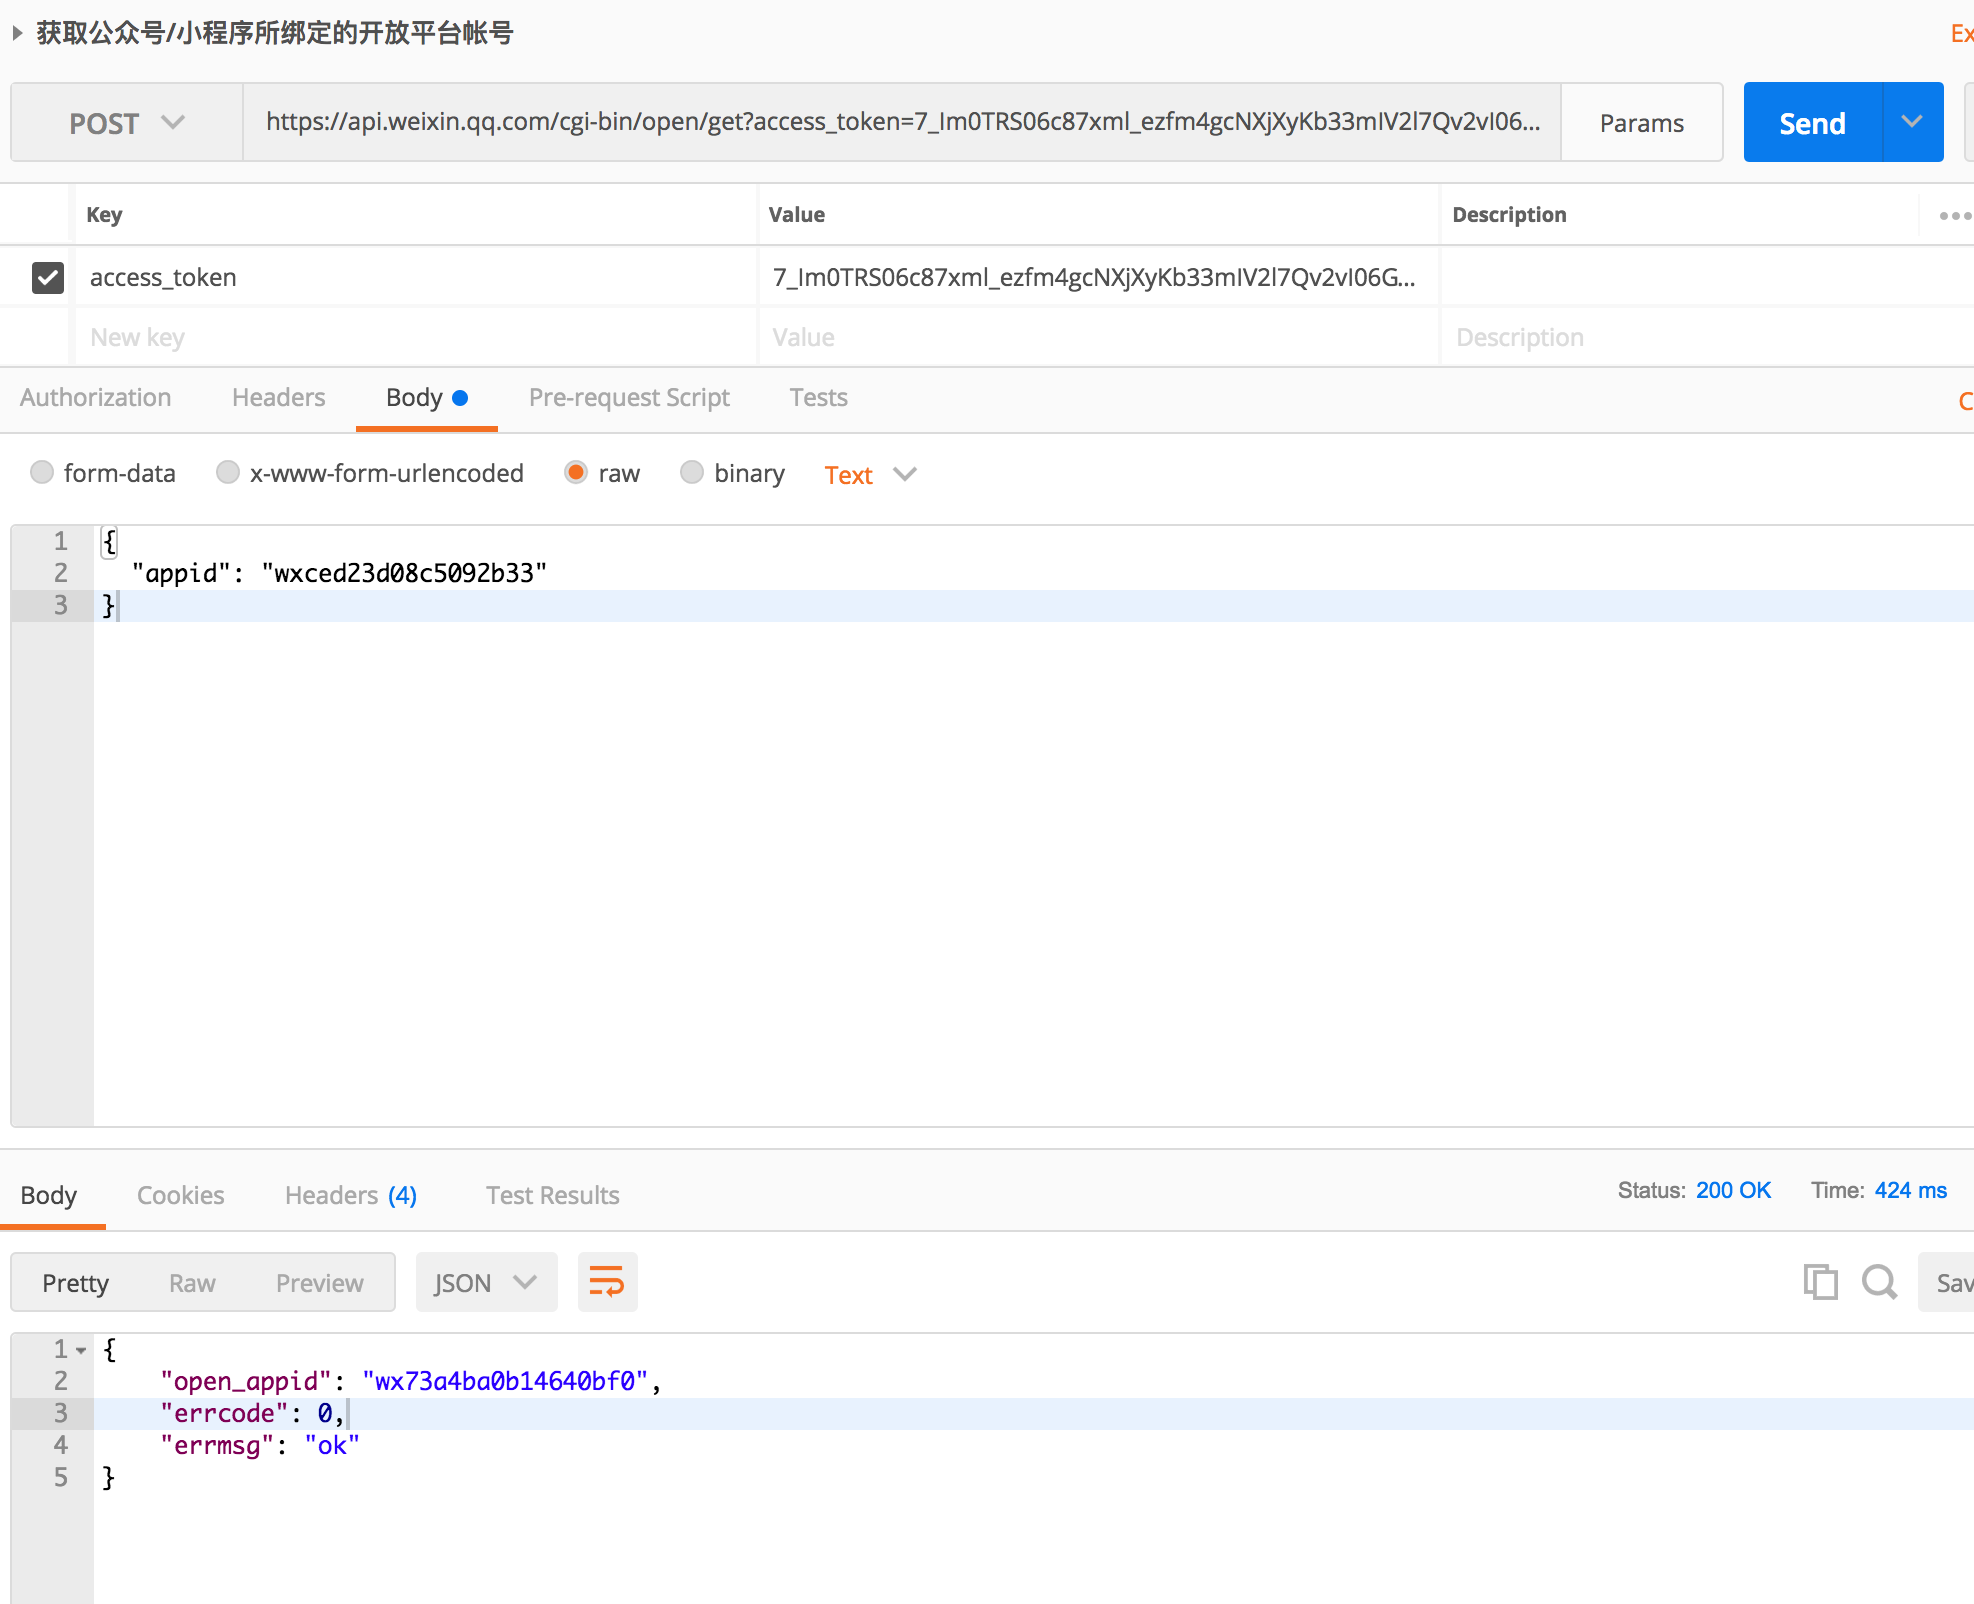 获取公众号/小程序所绑定的开放平台帐号
Ex
POST
https://api.weixin.qq.com/cgi-bin/open/get?access_token=7_Im0TRS06c87xml_ezfm4gcNXjXyKb33mIV2l7Qv2vI06...
Params
Send
Key Value Description
access_token 7_Im0TRS06c87xml_ezfm4gcNXjXyKb33mIV2l7Qv2vI06G...
New key Value Description
Authorization Headers Body Pre-request Script Tests C
form-data x-www-form-urlencoded raw binary Text
1 {
2 "appid": "wxced23d08c5092b33"
3 }
Body Cookies Headers (4) Test Results Status: 200 OK Time: 424 ms
Pretty Raw Preview JSON Sav
1 {
2 "open_appid": "wx73a4ba0b14640bf0",
3 "errcode": 0,
4 "errmsg": "ok"
5 }